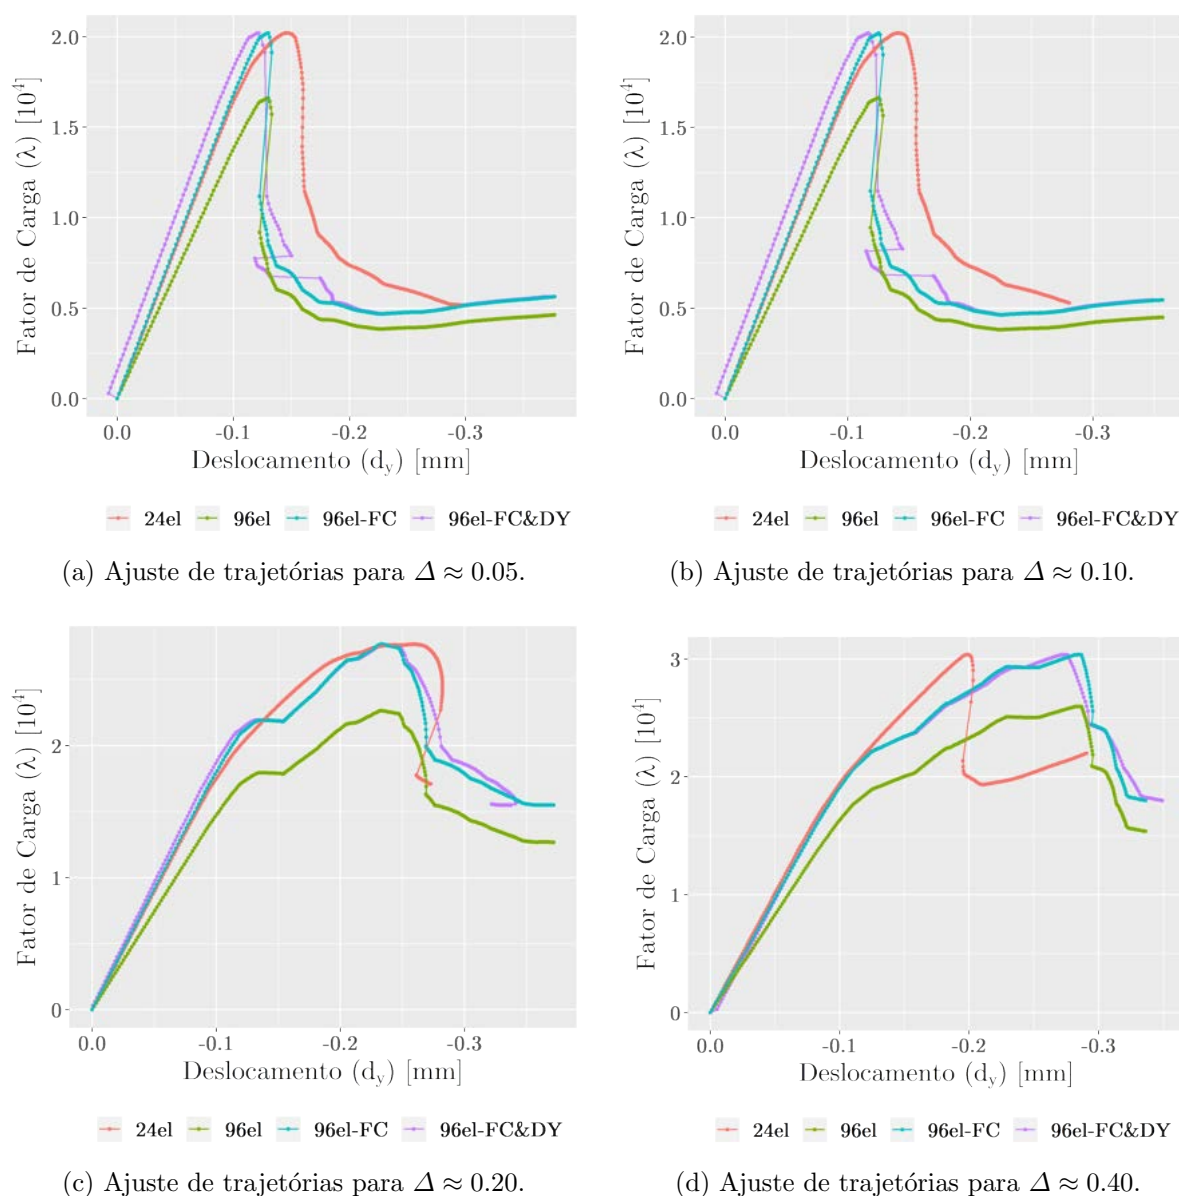 Fator de Carga (λ) [10⁴]
2.0
1.5
1.0
0.5
0.0
0.0 -0.1 -0.2 -0.3
Deslocamento (dy) [mm]
24el 96el 96el-FC 96el-FC&DY
(a) Ajuste de trajetórias para Δ ≈ 0.05.
Fator de Carga (λ) [10⁴]
2.0
1.5
1.0
0.5
0.0
0.0 -0.1 -0.2 -0.3
Deslocamento (dy) [mm]
24el 96el 96el-FC 96el-FC&DY
(b) Ajuste de trajetórias para Δ ≈ 0.10.
Fator de Carga (λ) [10⁴]
2
1
0
0.0 -0.1 -0.2 -0.3
Deslocamento (dy) [mm]
24el 96el 96el-FC 96el-FC&DY
(c) Ajuste de trajetórias para Δ ≈ 0.20.
Fator de Carga (λ) [10⁴]
3
2
1
0
0.0 -0.1 -0.2 -0.3
Deslocamento (dy) [mm]
24el 96el 96el-FC 96el-FC&DY
(d) Ajuste de trajetórias para Δ ≈ 0.40.